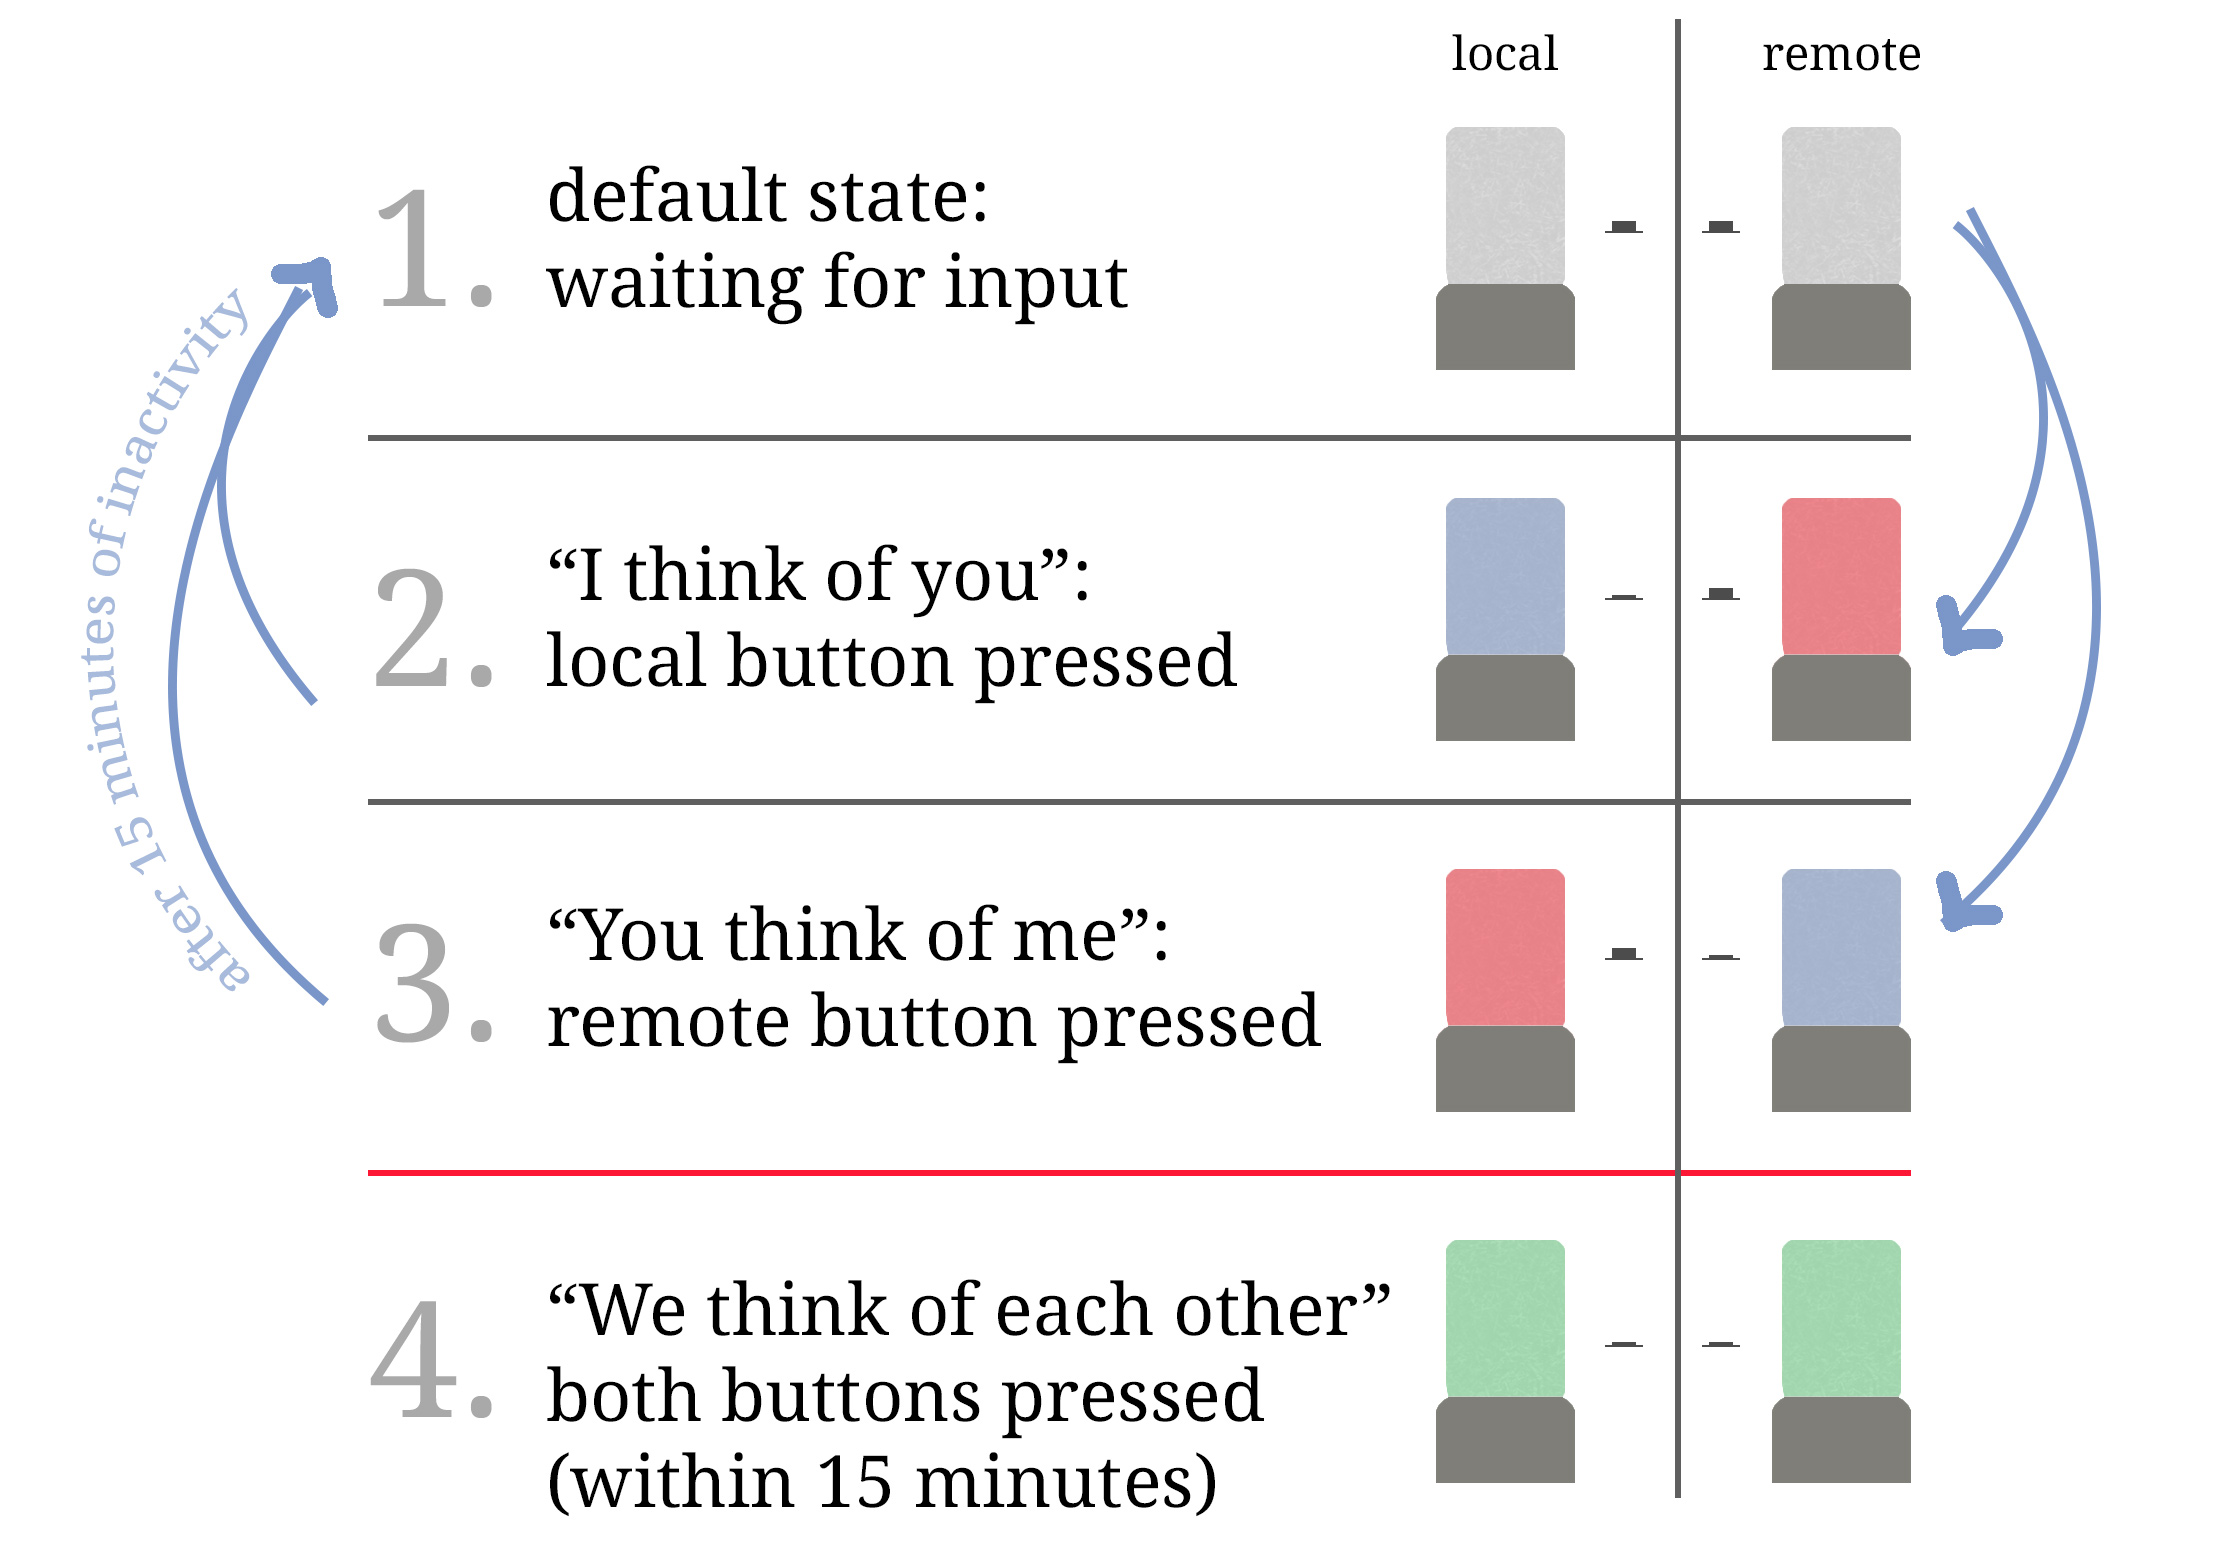 local
remote
1.
default state:
waiting for input
2.
“I think of you”:
local button pressed
3.
“You think of me”:
remote button pressed
4.
“We think of each other”
both buttons pressed
(within 15 minutes)
after 15 minutes of inactivity